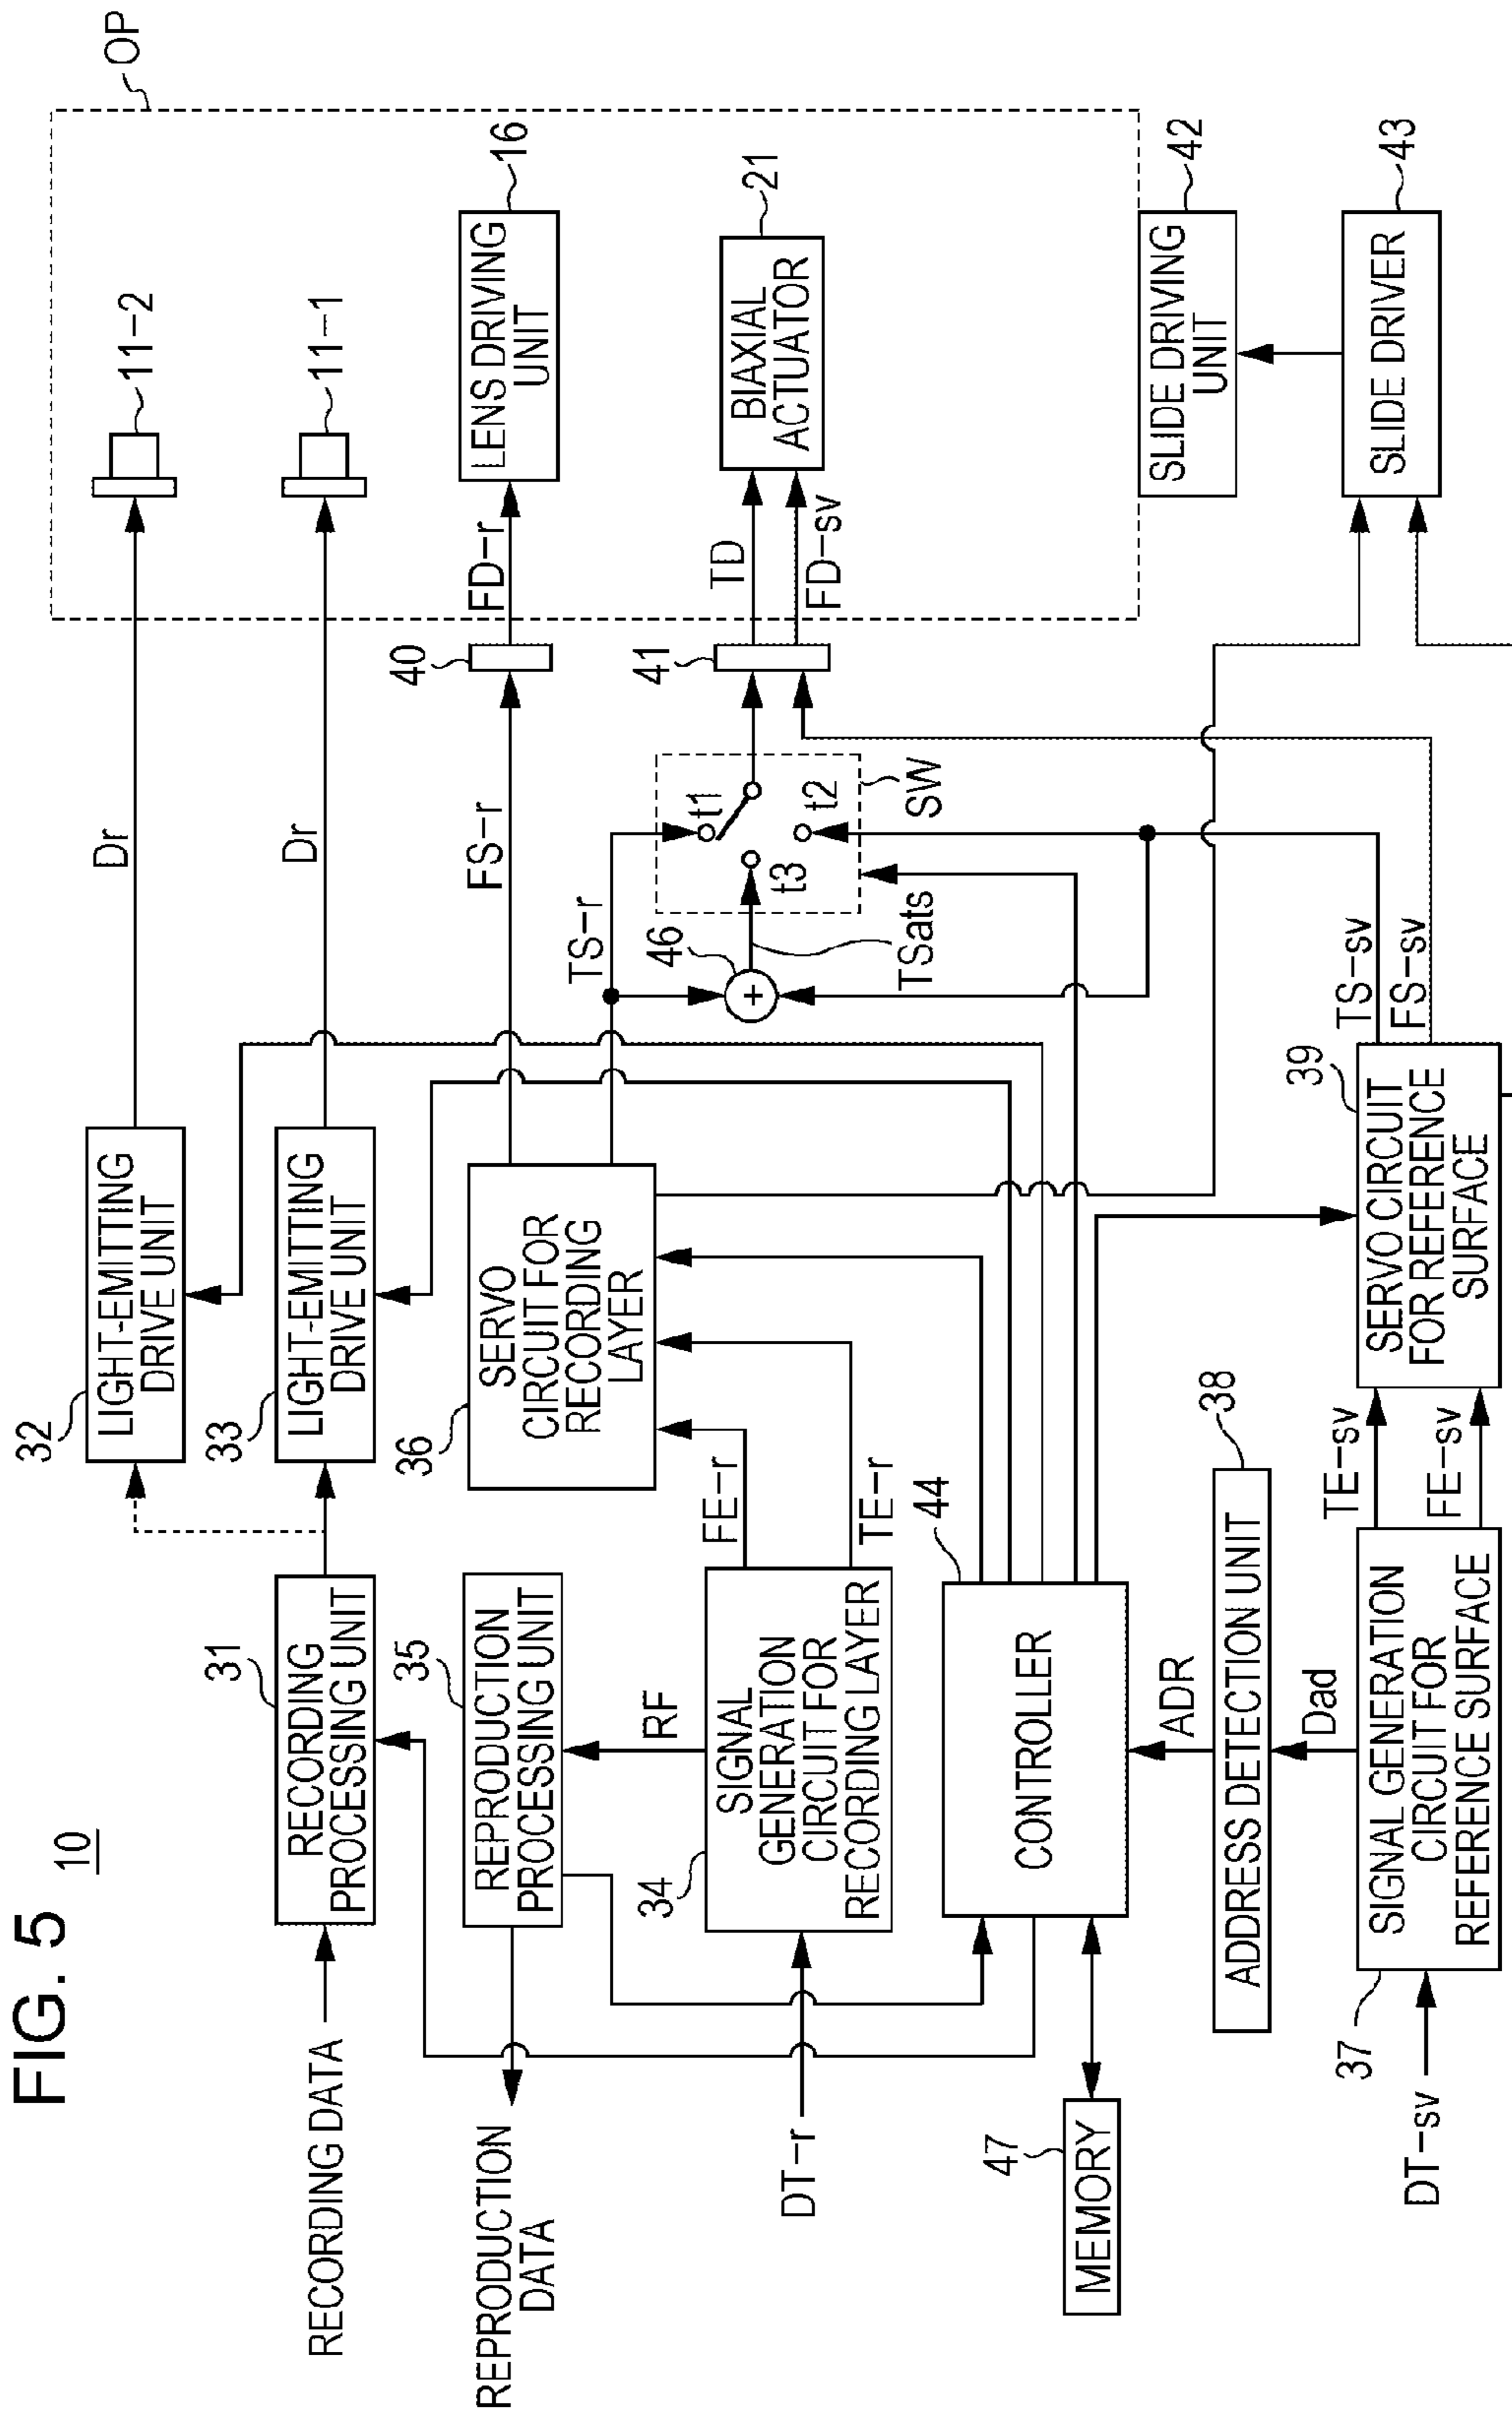 FIG. 5
10
RECORDING DATA
31
RECORDING
PROCESSING UNIT
32
LIGHT-EMITTING
DRIVE UNIT
33
LIGHT-EMITTING
DRIVE UNIT
Dr
Dr
11-2
11-1
OP
REPRODUCTION
DATA
35
REPRODUCTION
PROCESSING UNIT
RF
36
SERVO
CIRCUIT FOR
RECORDING
LAYER
FS-r
40
FD-r
LENS DRIVING
UNIT
16
DT-r
34
SIGNAL
GENERATION
CIRCUIT FOR
RECORDING LAYER
FE-r
TE-r
TS-r
46
+
TSats
t1
t3
t2
SW
41
TD
FD-sv
BIAXIAL
ACTUATOR
21
47
MEMORY
44
CONTROLLER
ADR
38
ADDRESS DETECTION UNIT
Dad
DT-sv
37
SIGNAL GENERATION
CIRCUIT FOR
REFERENCE SURFACE
TE-sv
FE-sv
39
SERVO CIRCUIT
FOR REFERENCE
SURFACE
TS-sv
FS-sv
SLIDE DRIVING
UNIT
42
SLIDE DRIVER
43